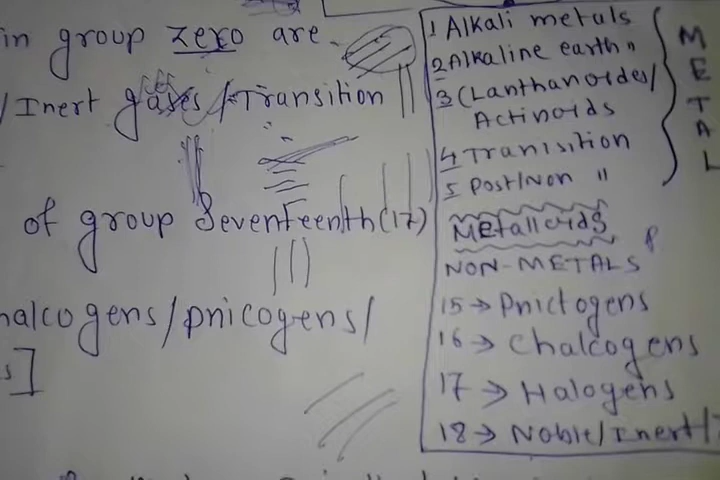 in group zero are
/Inert gases/Transition
of group Seventeenth(17)
halcogens/pnicogens/
s]
1 Alkali metals
2 Alkaline earth "
3 (Lanthanoides/
Actinoids
4 Tranisition
5 Post/Non "
METAL
Metalloids
NON-METALS
15→ Pnictogens
16→ Chalcogens
17→ Halogens
18→ Noble/Inert/